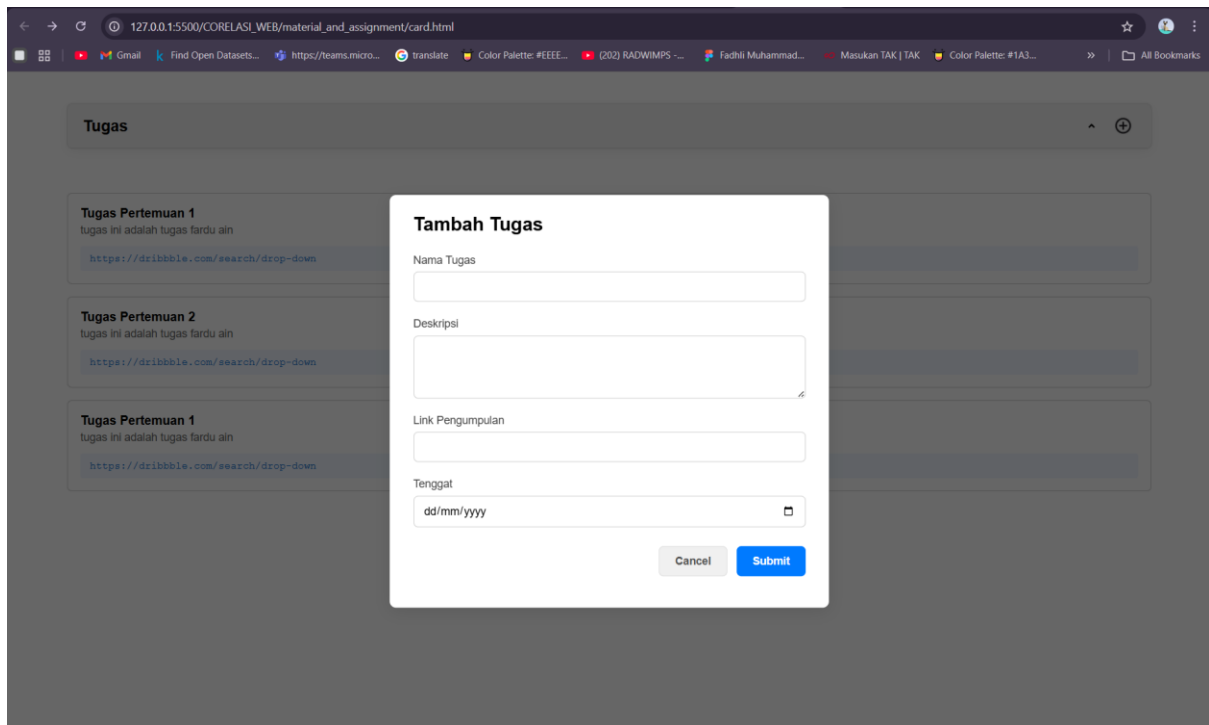 127.0.0.1:5500/CORELASI_WEB/material_and_assignment/card.html
Gmail
Find Open Datasets...
https://teams.micro...
translate
Color Palette: #EEEE...
(202) RADWIMPS -...
Fadhli Muhammad...
Masukan TAK | TAK
Color Palette: #1A3...
»
All Bookmarks
Tugas
Tugas Pertemuan 1
tugas ini adalah tugas fardu ain
https://dribbble.com/search/drop-down
Tugas Pertemuan 2
tugas ini adalah tugas fardu ain
https://dribbble.com/search/drop-down
Tugas Pertemuan 1
tugas ini adalah tugas fardu ain
https://dribbble.com/search/drop-down
Tambah Tugas
Nama Tugas
Deskripsi
Link Pengumpulan
Tenggat
dd/mm/yyyy
Cancel
Submit